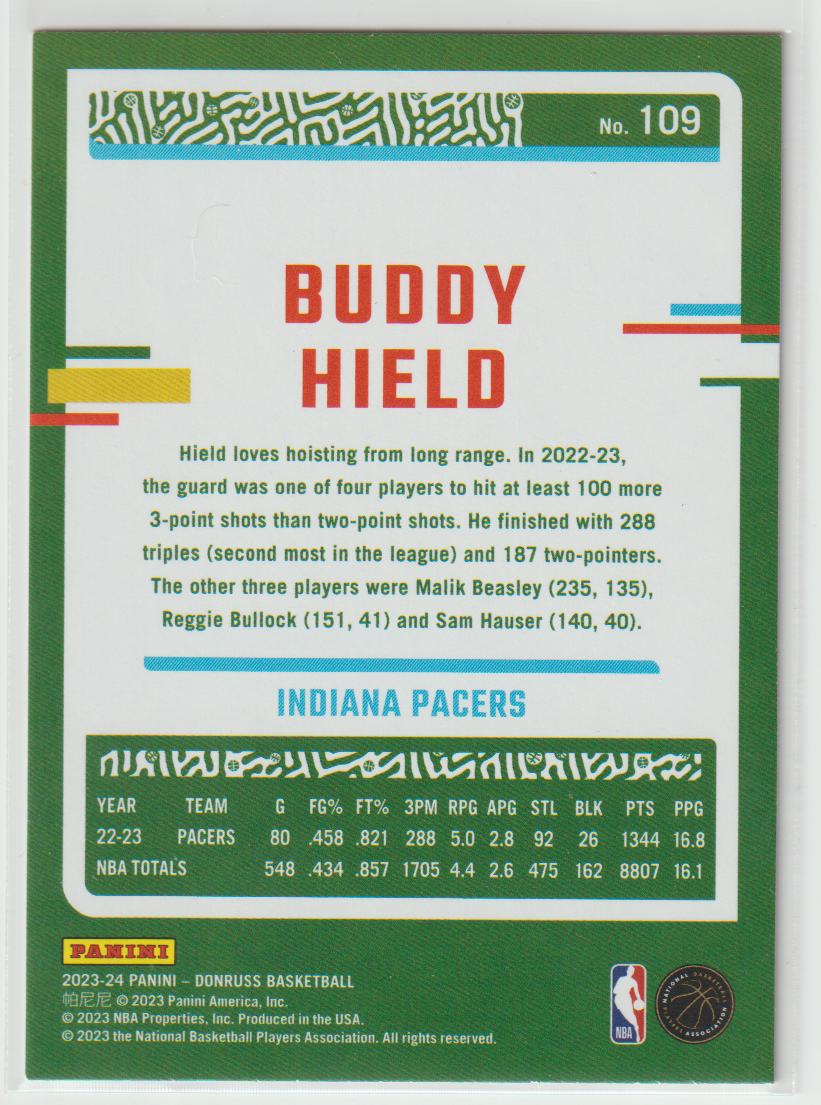 No. 109
BUDDY
HIELD
Hield loves hoisting from long range. In 2022-23,
the guard was one of four players to hit at least 100 more
3-point shots than two-point shots. He finished with 288
triples (second most in the league) and 187 two-pointers.
The other three players were Malik Beasley (235, 135),
Reggie Bullock (151, 41) and Sam Hauser (140, 40).
INDIANA PACERS
YEAR TEAM G FG% FT% 3PM RPG APG STL BLK PTS PPG
22-23 PACERS 80 .458 .821 288 5.0 2.8 92 26 1344 16.8
NBA TOTALS 548 .434 .857 1705 4.4 2.6 475 162 8807 16.1
PANINI
2023-24 PANINI – DONRUSS BASKETBALL
帕尼尼 © 2023 Panini America, Inc.
© 2023 NBA Properties, Inc. Produced in the USA.
© 2023 the National Basketball Players Association. All rights reserved.
NBA
NATIONAL BASKETBALL
PLAYERS ASSOCIATION